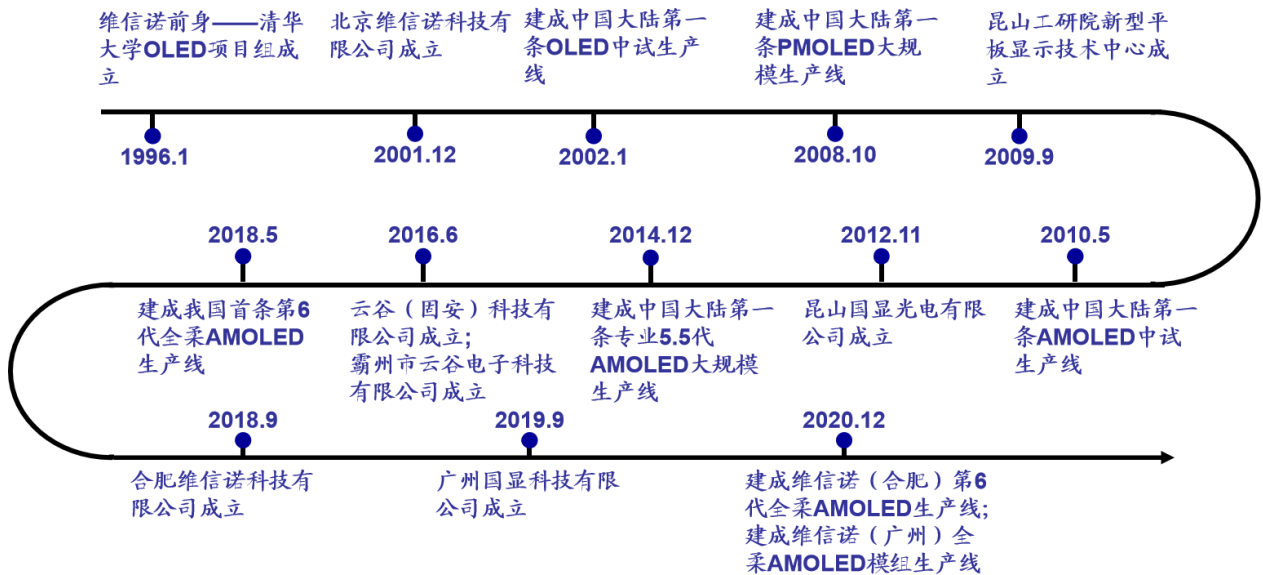 维信诺前身——清华
大学OLED项目组成
立
1996.1
北京维信诺科技有
限公司成立
2001.12
建成中国大陆第一
条OLED中试生产
线
2002.1
建成中国大陆第一
条PMOLED大规
模生产线
2008.10
昆山工研院新型平
板显示技术中心成
立
2009.9
2010.5
建成中国大陆第一
条AMOLED中试
生产线
2012.11
昆山国显光电有限
公司成立
2014.12
建成中国大陆第一
条专业5.5代
AMOLED大规模
生产线
2016.6
云谷（固安）科技有
限公司成立;
霸州市云谷电子科技
有限公司成立
2018.5
建成我国首条第6
代全柔AMOLED
生产线
2018.9
合肥维信诺科技有
限公司成立
2019.9
广州国显科技有限
公司成立
2020.12
建成维信诺（合肥）第6
代全柔AMOLED生产线;
建成维信诺（广州）全
柔AMOLED模组生产线